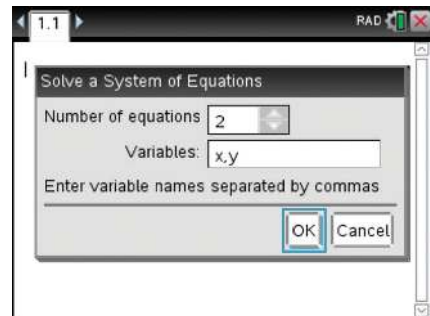 1.1 RAD
Solve a System of Equations
Number of equations 2
Variables: x,y
Enter variable names separated by commas
OK Cancel